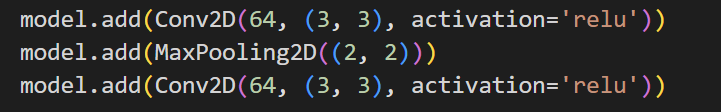 model.add(Conv2D(64, (3, 3), activation='relu'))
model.add(MaxPooling2D((2, 2)))
model.add(Conv2D(64, (3, 3), activation='relu'))